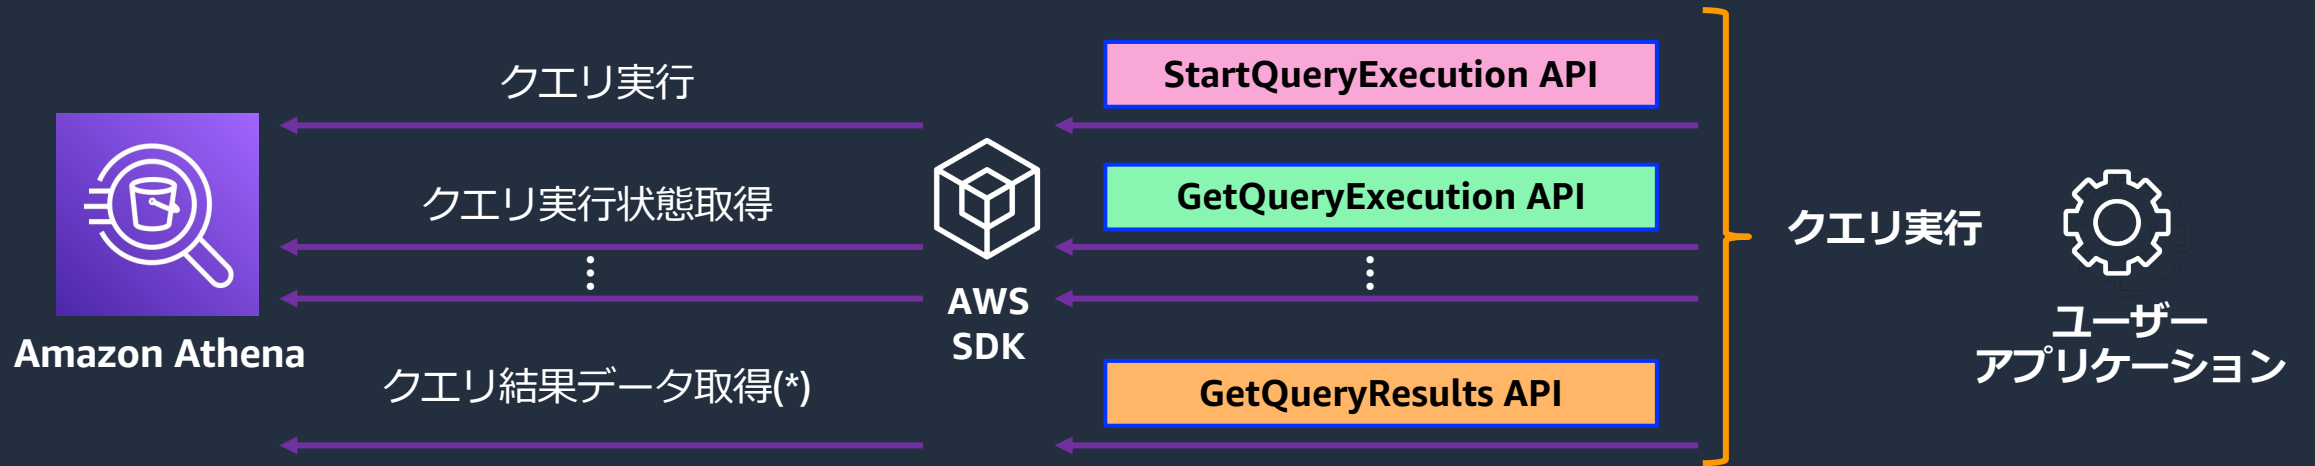 クエリ実行
StartQueryExecution API
クエリ実行状態取得
GetQueryExecution API
クエリ実行
Amazon Athena
AWS
SDK
ユーザー
アプリケーション
クエリ結果データ取得(*)
GetQueryResults API